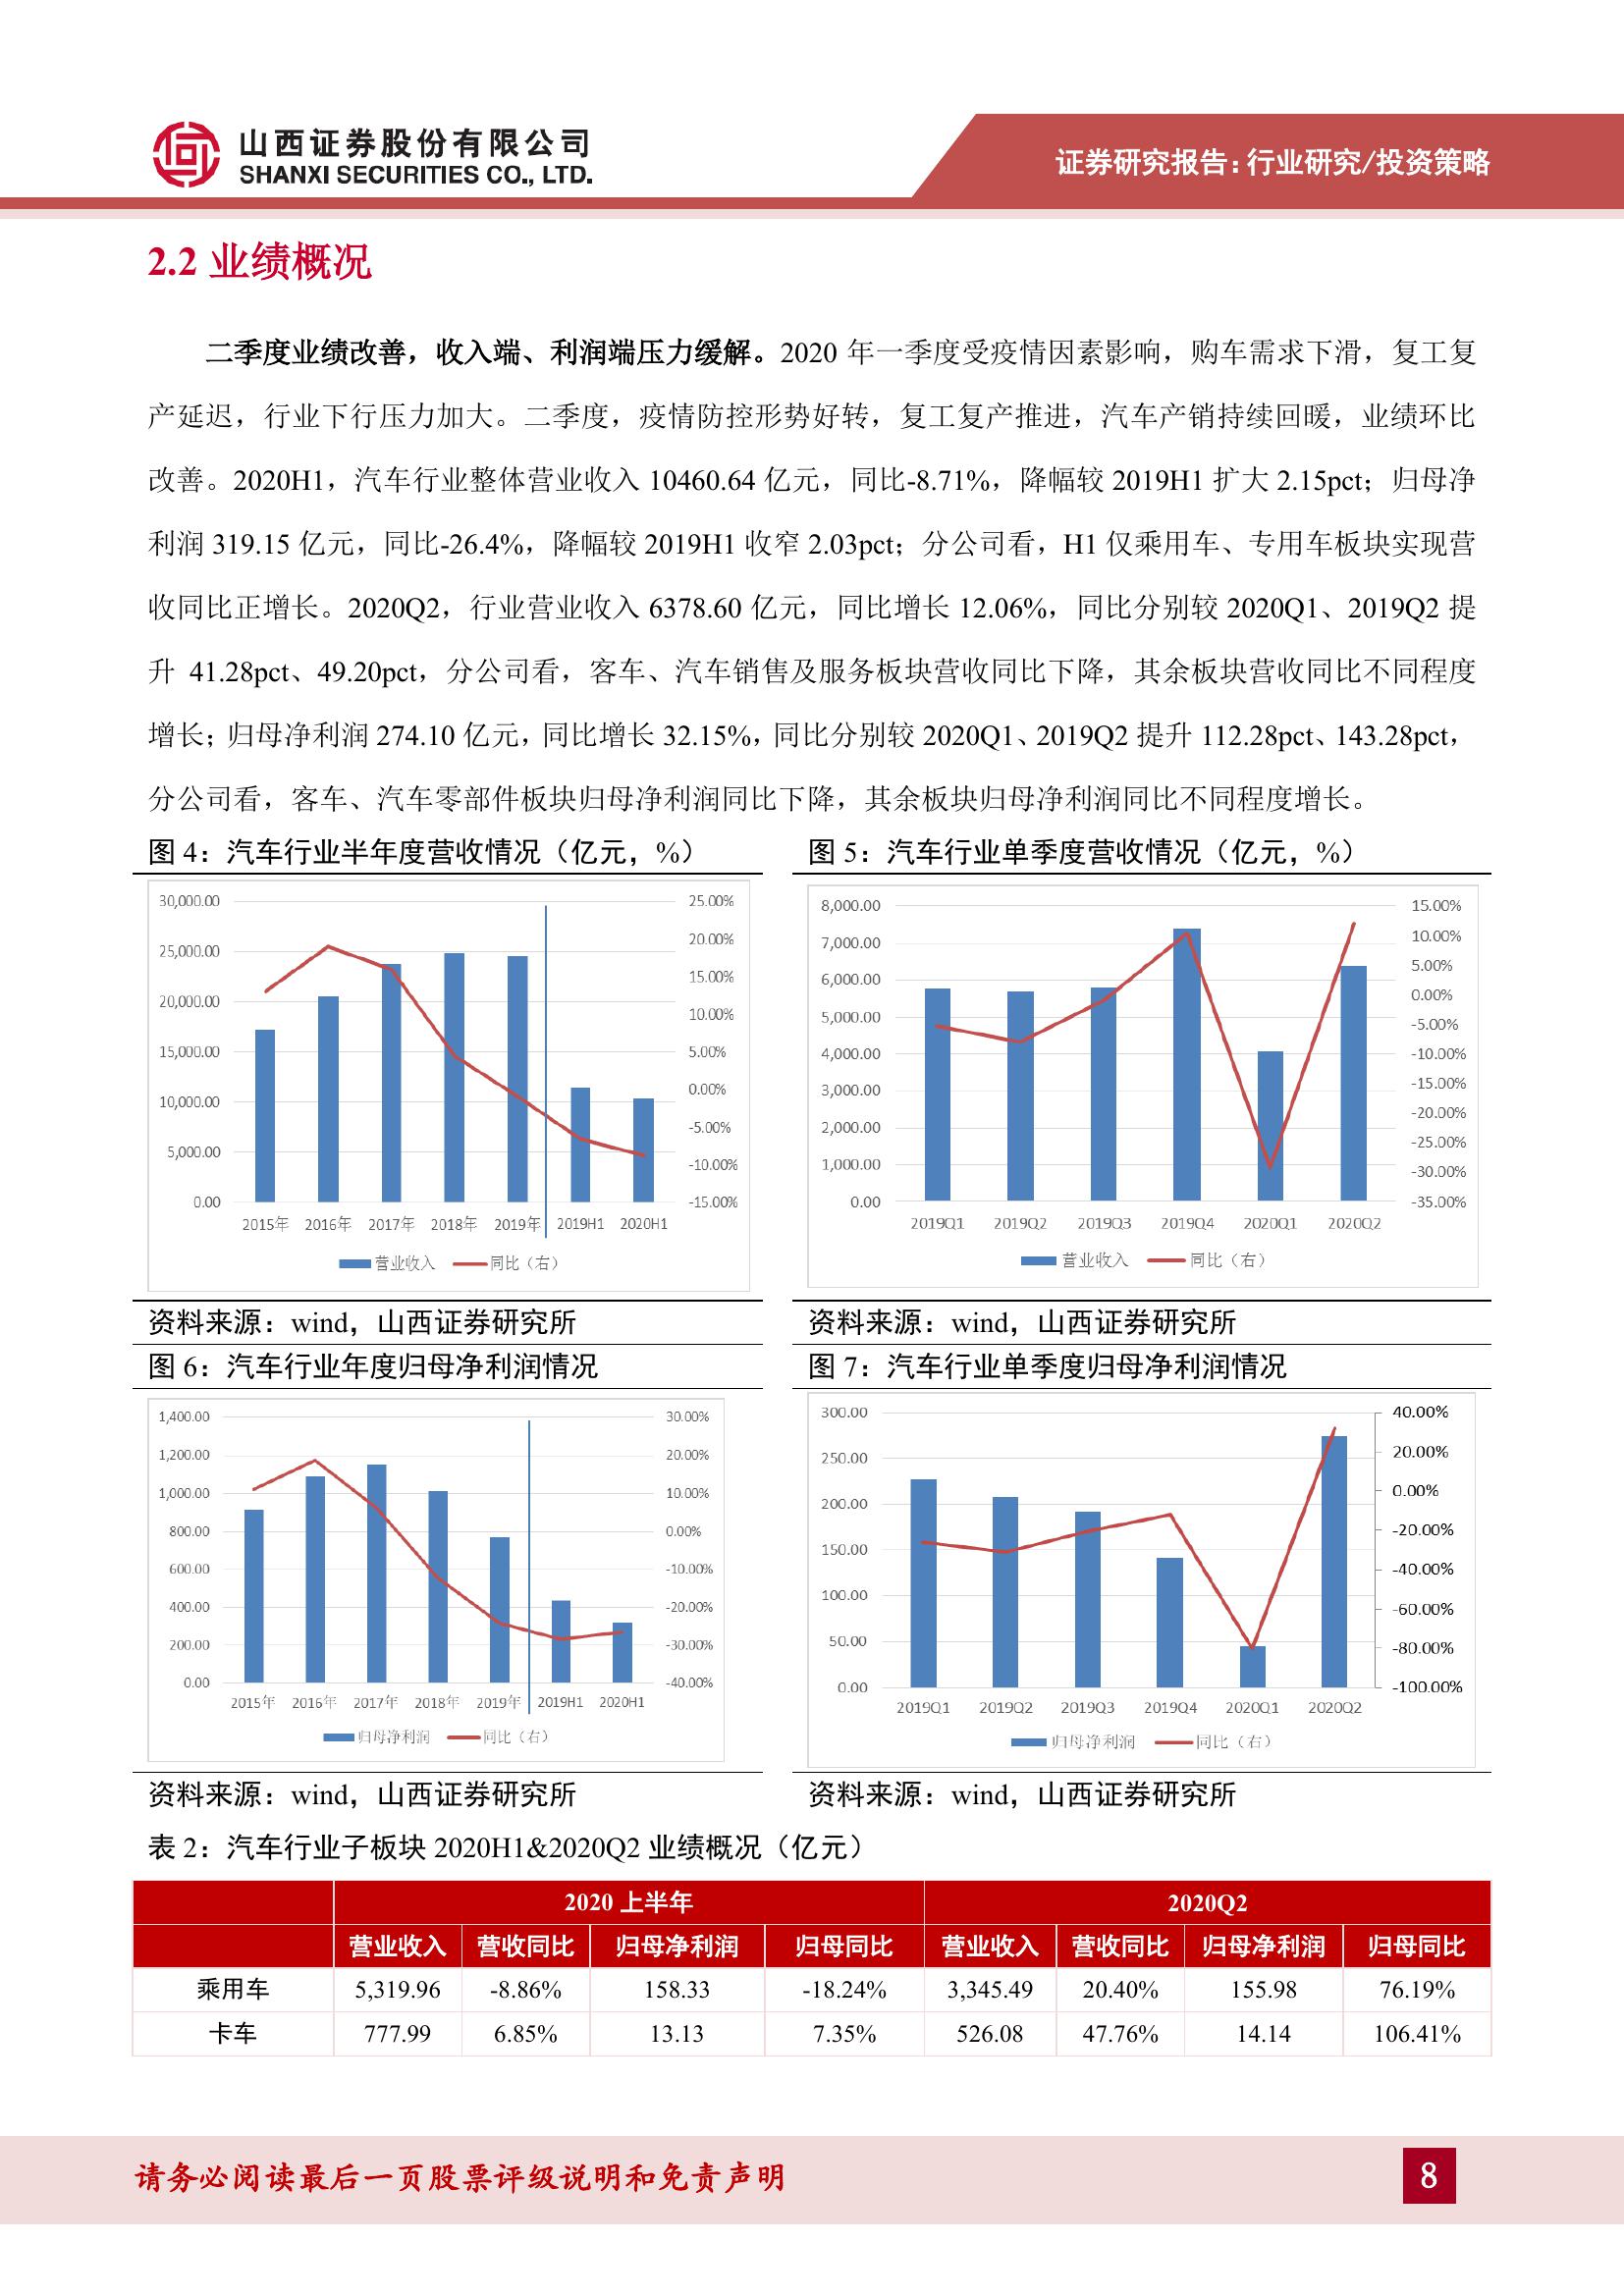 山西证券股份有限公司
SHANXI SECURITIES CO., LTD.
证券研究报告：行业研究/投资策略
2.2 业绩概况
二季度业绩改善，收入端、利润端压力缓解。2020 年一季度受疫情因素影响，购车需求下滑，复工复
产延迟，行业下行压力加大。二季度，疫情防控形势好转，复工复产推进，汽车产销持续回暖，业绩环比
改善。2020H1，汽车行业整体营业收入 10460.64 亿元，同比-8.71%，降幅较 2019H1 扩大 2.15pct；归母净
利润 319.15 亿元，同比-26.4%，降幅较 2019H1 收窄 2.03pct；分公司看，H1 仅乘用车、专用车板块实现营
收同比正增长。2020Q2，行业营业收入 6378.60 亿元，同比增长 12.06%，同比分别较 2020Q1、2019Q2 提
升 41.28pct、49.20pct，分公司看，客车、汽车销售及服务板块营收同比下降，其余板块营收同比不同程度
增长；归母净利润 274.10 亿元，同比增长 32.15%，同比分别较 2020Q1、2019Q2 提升 112.28pct、143.28pct，
分公司看，客车、汽车零部件板块归母净利润同比下降，其余板块归母净利润同比不同程度增长。
图 4：汽车行业半年度营收情况（亿元，%）
30,000.00
25,000.00
20,000.00
15,000.00
10,000.00
5,000.00
0.00
25.00%
20.00%
15.00%
10.00%
5.00%
0.00%
-5.00%
-10.00%
-15.00%
2015年 2016年 2017年 2018年 2019年 2019H1 2020H1
营业收入 同比（右）
资料来源：wind，山西证券研究所
图 5：汽车行业单季度营收情况（亿元，%）
8,000.00
7,000.00
6,000.00
5,000.00
4,000.00
3,000.00
2,000.00
1,000.00
0.00
15.00%
10.00%
5.00%
0.00%
-5.00%
-10.00%
-15.00%
-20.00%
-25.00%
-30.00%
-35.00%
2019Q1 2019Q2 2019Q3 2019Q4 2020Q1 2020Q2
营业收入 同比（右）
资料来源：wind，山西证券研究所
图 6：汽车行业年度归母净利润情况
1,400.00
1,200.00
1,000.00
800.00
600.00
400.00
200.00
0.00
30.00%
20.00%
10.00%
0.00%
-10.00%
-20.00%
-30.00%
-40.00%
2015年 2016年 2017年 2018年 2019年 2019H1 2020H1
归母净利润 同比（右）
资料来源：wind，山西证券研究所
图 7：汽车行业单季度归母净利润情况
300.00
250.00
200.00
150.00
100.00
50.00
0.00
40.00%
20.00%
0.00%
-20.00%
-40.00%
-60.00%
-80.00%
-100.00%
2019Q1 2019Q2 2019Q3 2019Q4 2020Q1 2020Q2
归母净利润 同比（右）
资料来源：wind，山西证券研究所
表 2：汽车行业子板块 2020H1&2020Q2 业绩概况（亿元）
2020 上半年 2020Q2
营业收入 营收同比 归母净利润 归母同比 营业收入 营收同比 归母净利润 归母同比
乘用车 5,319.96 -8.86% 158.33 -18.24% 3,345.49 20.40% 155.98 76.19%
卡车 777.99 6.85% 13.13 7.35% 526.08 47.76% 14.14 106.41%
请务必阅读最后一页股票评级说明和免责声明
8